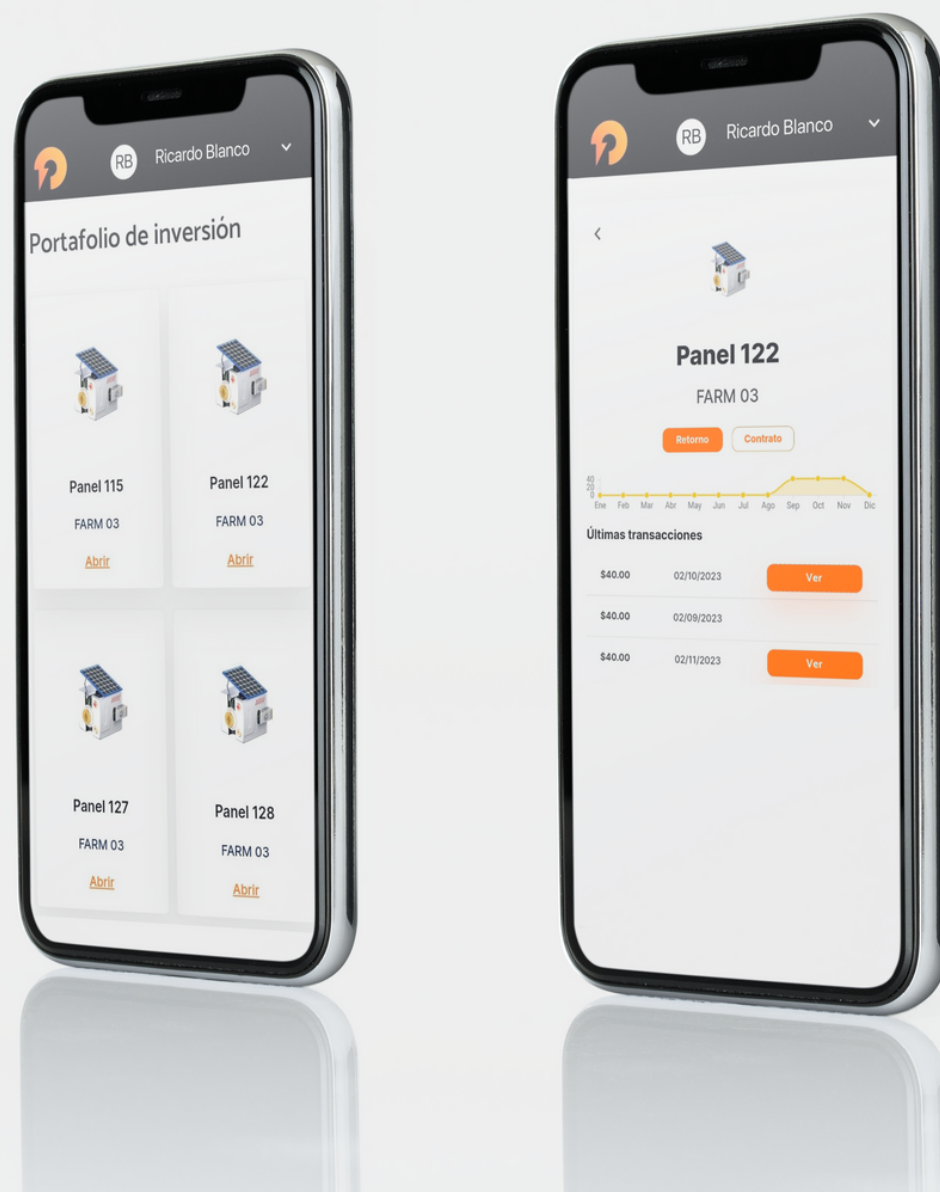 RB Ricardo Blanco
Portafolio de inversión
Panel 115
FARM 03
Abrir
Panel 122
FARM 03
Abrir
Panel 127
FARM 03
Abrir
Panel 128
FARM 03
Abrir
RB Ricardo Blanco
Panel 122
FARM 03
Retorno Contrato
40
20
0
Ene Feb Mar Abr May Jun Jul Ago Sep Oct Nov Dic
Últimas transacciones
$40.00 02/10/2023 Ver
$40.00 02/09/2023
$40.00 02/11/2023 Ver